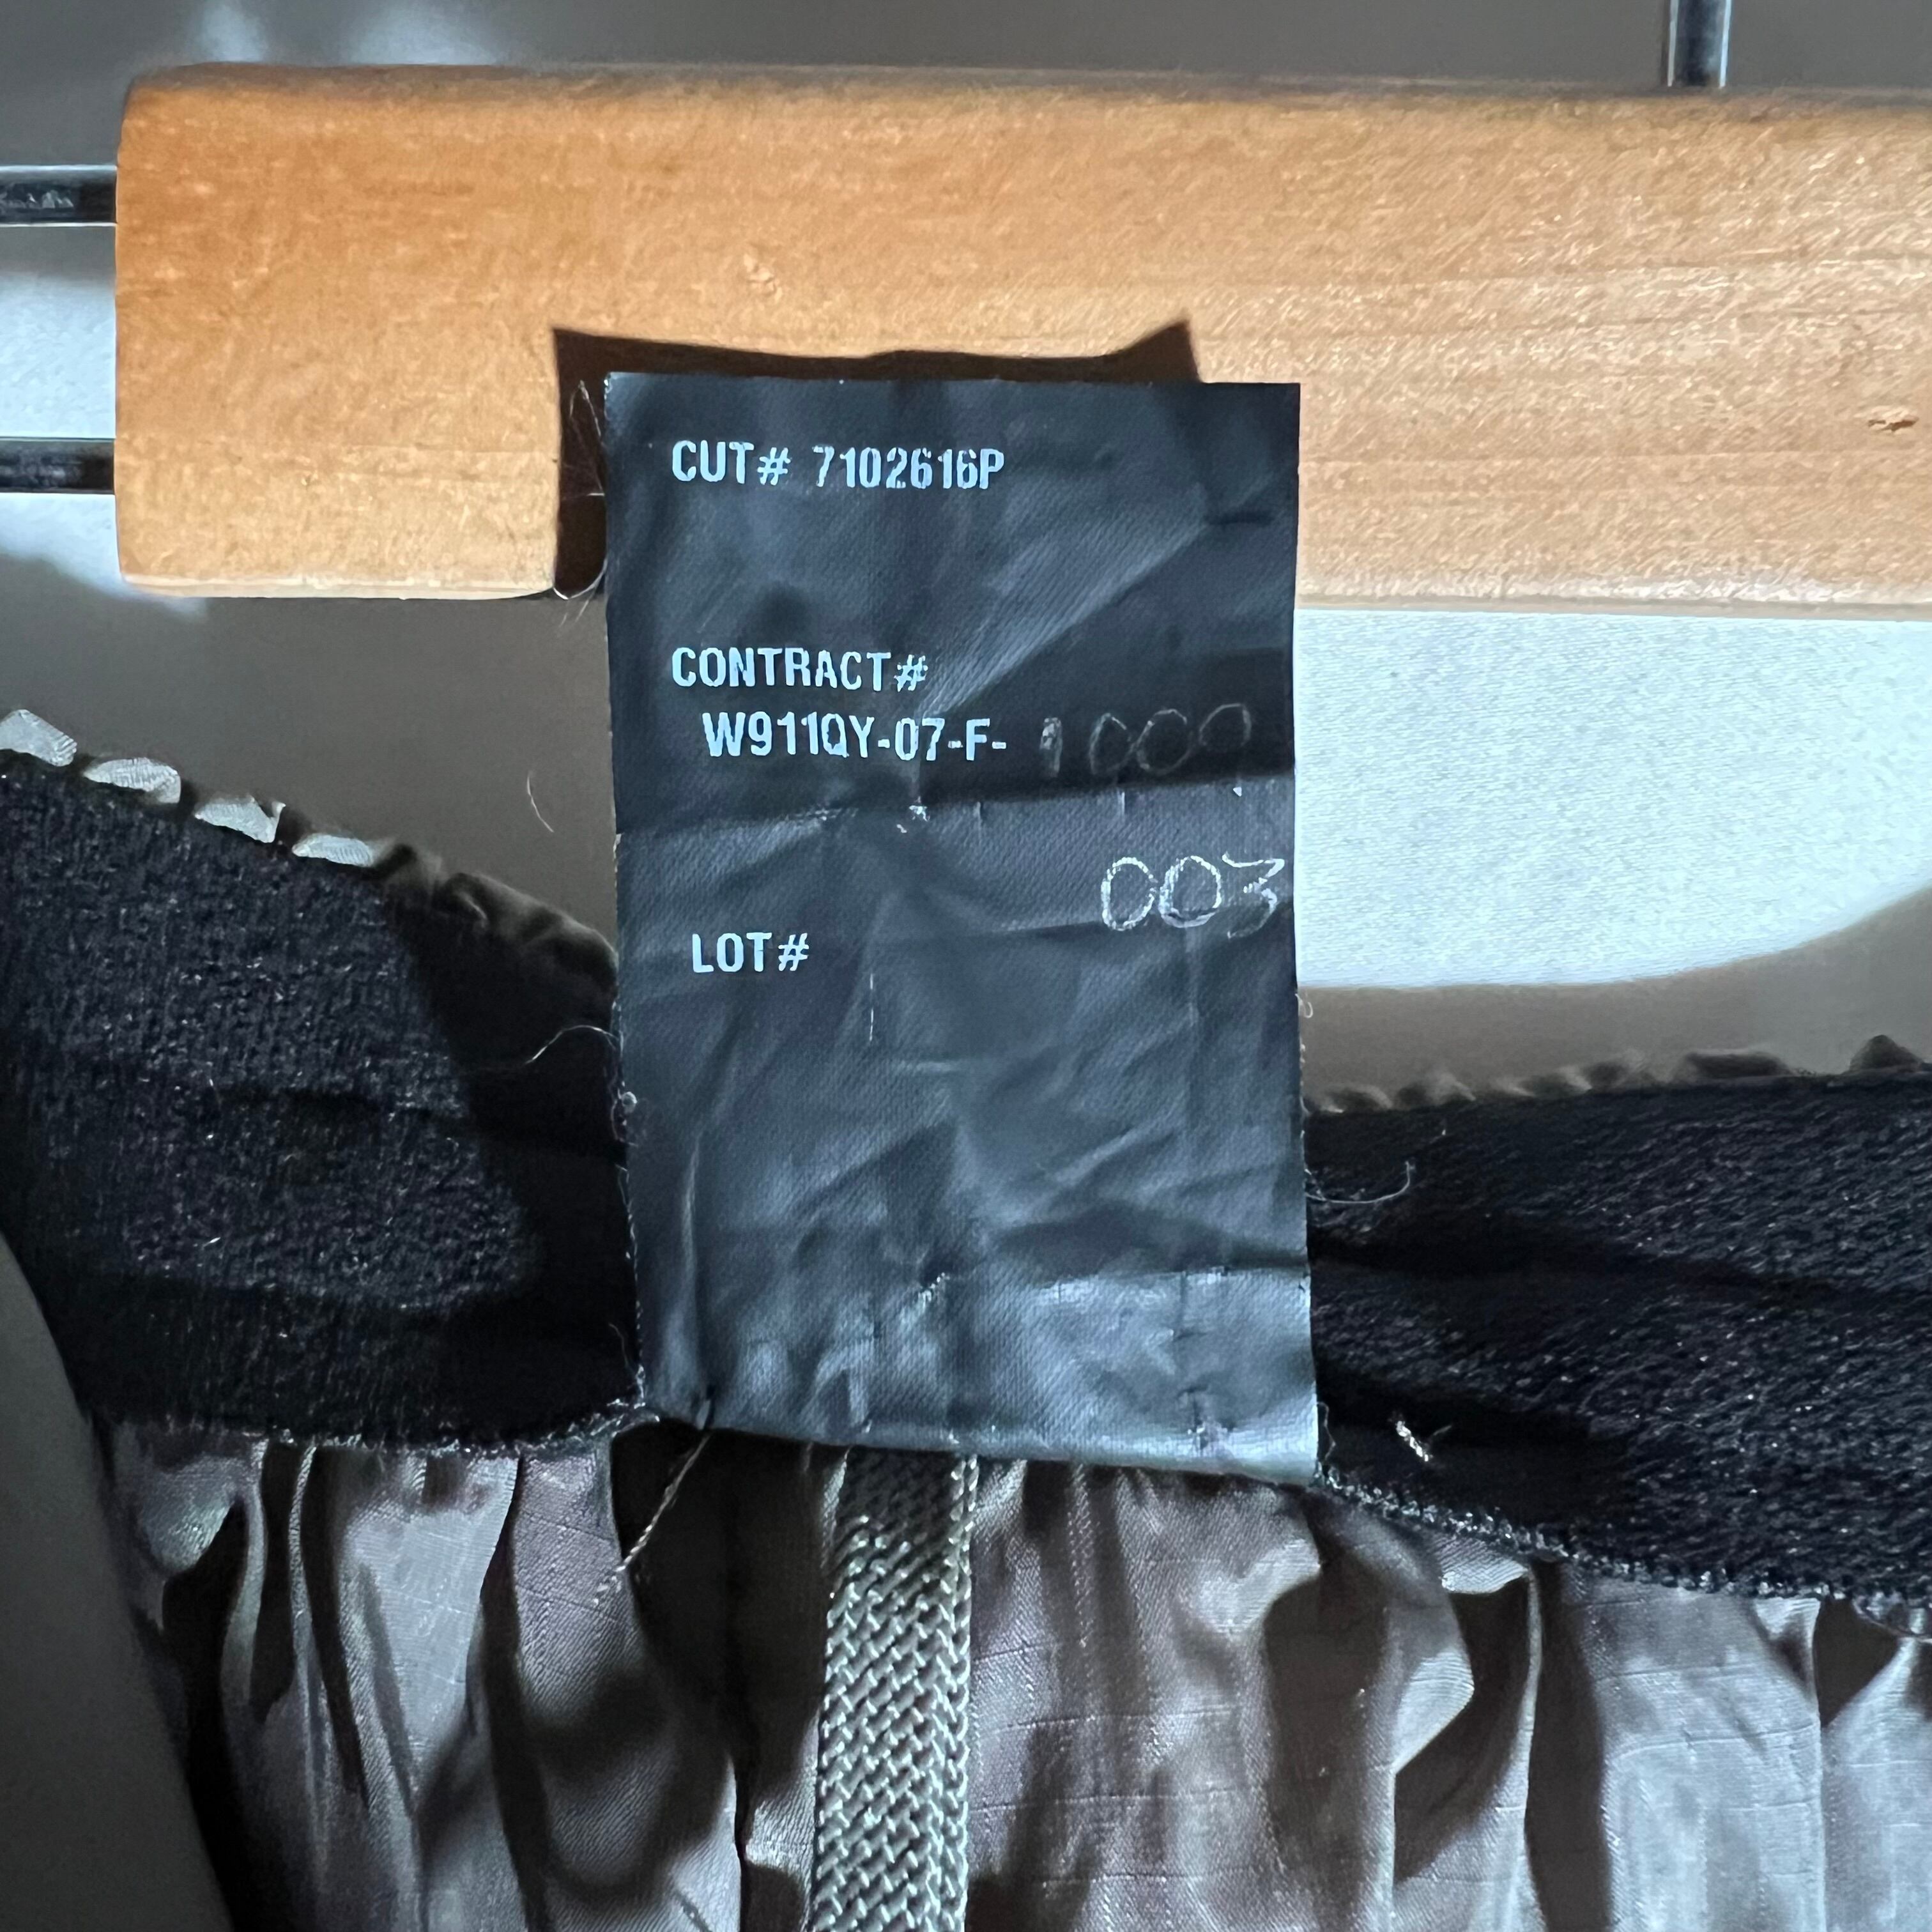 CUT# 7102616P
CONTRACT#
W911QY-07-F- 1000
003
LOT#